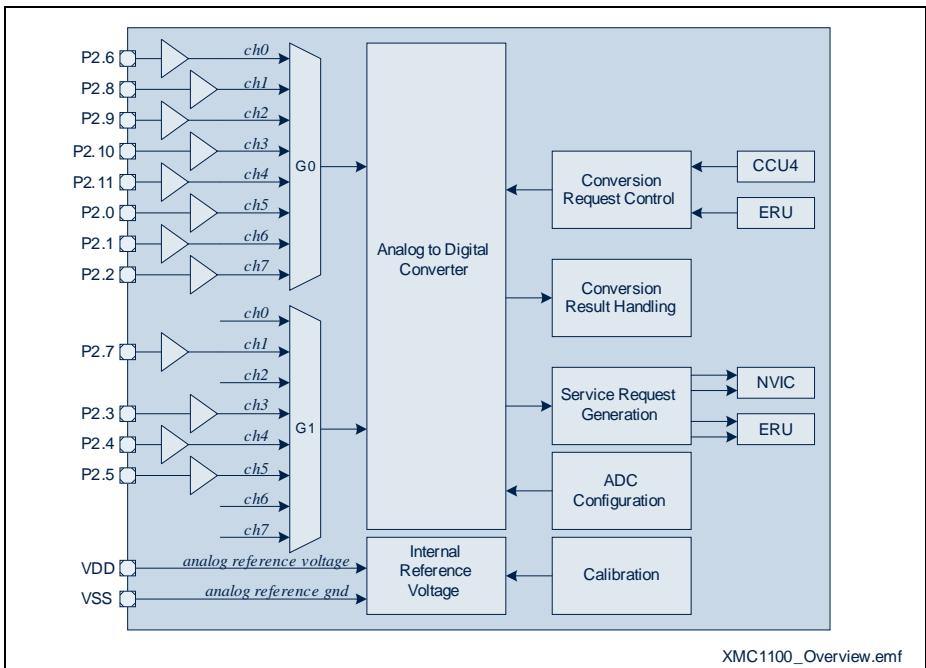 P2.6
ch0
P2.8
ch1
P2.9
ch2
P2.10
ch3
P2.11
ch4
P2.0
ch5
P2.1
ch6
P2.2
ch7
G0
ch0
P2.7
ch1
ch2
P2.3
ch3
P2.4
ch4
P2.5
ch5
ch6
ch7
G1
VDD
analog reference voltage
VSS
analog reference gnd
Analog to Digital
Converter
Internal
Reference
Voltage
Conversion
Request Control
CCU4
ERU
Conversion
Result Handling
Service Request
Generation
NVIC
ERU
ADC
Configuration
Calibration
XMC1100_Overview.emf